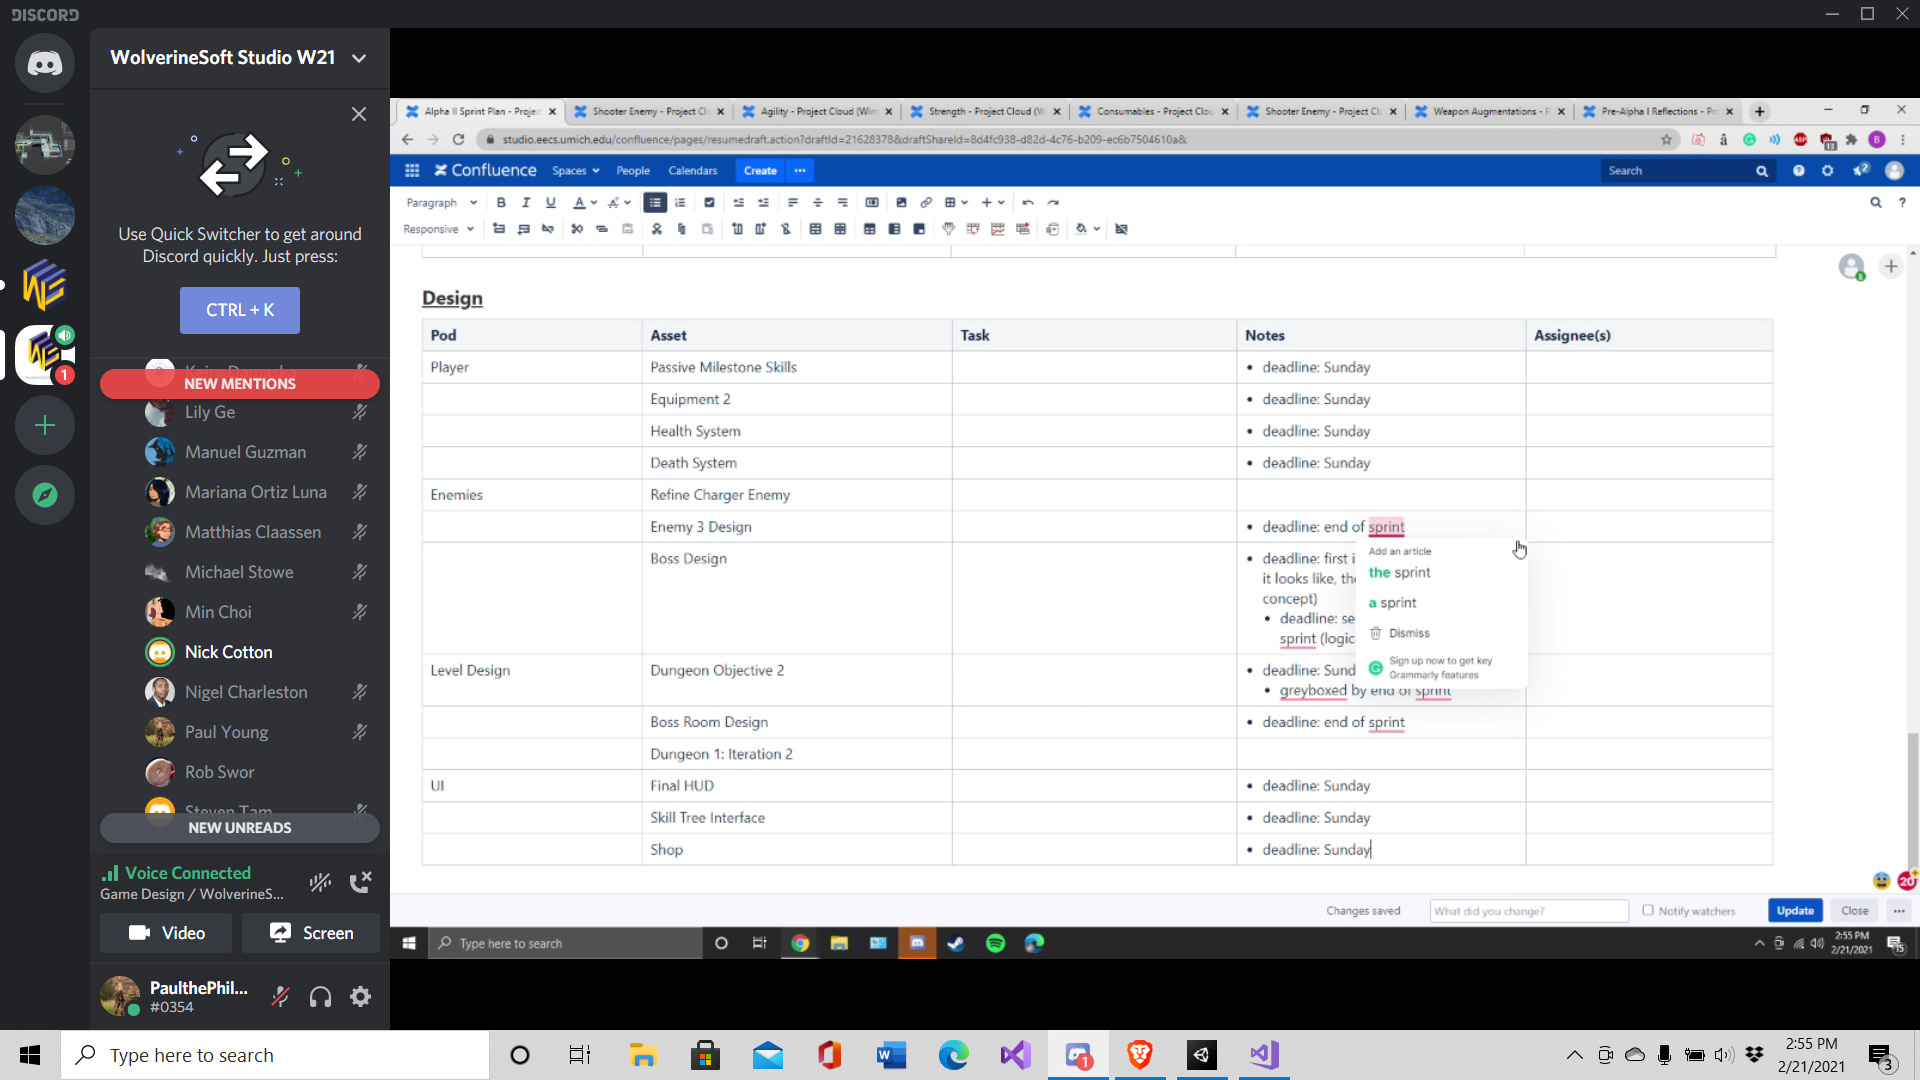 DISCORD
WolverineSoft Studio W21
Use Quick Switcher to get around
Discord quickly. Just press:
CTRL + K
NEW MENTIONS
Lily Ge
Manuel Guzman
Mariana Ortiz Luna
Matthias Claassen
Michael Stowe
Min Choi
Nick Cotton
Nigel Charleston
Paul Young
Rob Swor
Steven Tam
NEW UNREADS
Voice Connected
Game Design / WolverineS...
Video Screen
PaulthePhil...
#0354
Alpha II Sprint Plan - Projec
Shooter Enemy - Project Cl
Agility - Project Cloud (Win
Strength - Project Cloud (W
Consumables - Project Clou
Shooter Enemy - Project Cl
Weapon Augmentations - P
Pre-Alpha I Reflections - Pr
studio.eecs.umich.edu/confluence/pages/resumedraft.action?draftId=21628378&draftShareId=8d4fc938-d82d-4c76-b209-ec6b7504610a&
Confluence Spaces People Calendars Create Search
Paragraph
Responsive
Design
Pod Asset Task Notes Assignee(s)
Player Passive Milestone Skills • deadline: Sunday
Equipment 2 • deadline: Sunday
Health System • deadline: Sunday
Death System • deadline: Sunday
Enemies Refine Charger Enemy
Enemy 3 Design • deadline: end of sprint
Boss Design • deadline: first i
it looks like, the
concept)
• deadline: se
sprint (logic
Add an article
the sprint
a sprint
Dismiss
Sign up now to get key
Grammarly features
Level Design Dungeon Objective 2 • deadline: Sund
• greyboxed by end of sprint
Boss Room Design • deadline: end of sprint
Dungeon 1: Iteration 2
UI Final HUD • deadline: Sunday
Skill Tree Interface • deadline: Sunday
Shop • deadline: Sunday
Changes saved What did you change? Notify watchers Update Close
Type here to search
2:55 PM
2/21/2021
Type here to search
2:55 PM
2/21/2021